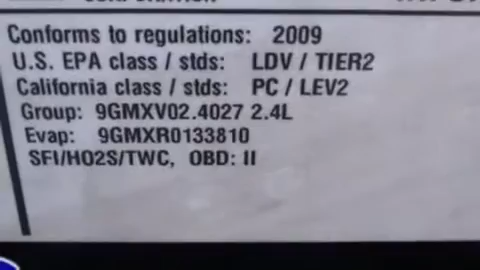 Conforms to regulations: 2009
U.S. EPA class / stds: LDV / TIER2
California class / stds: PC / LEV2
Group: 9GMXV02.4027 2.4L
Evap: 9GMXR0133810
SFI/HO2S/TWC, OBD: II